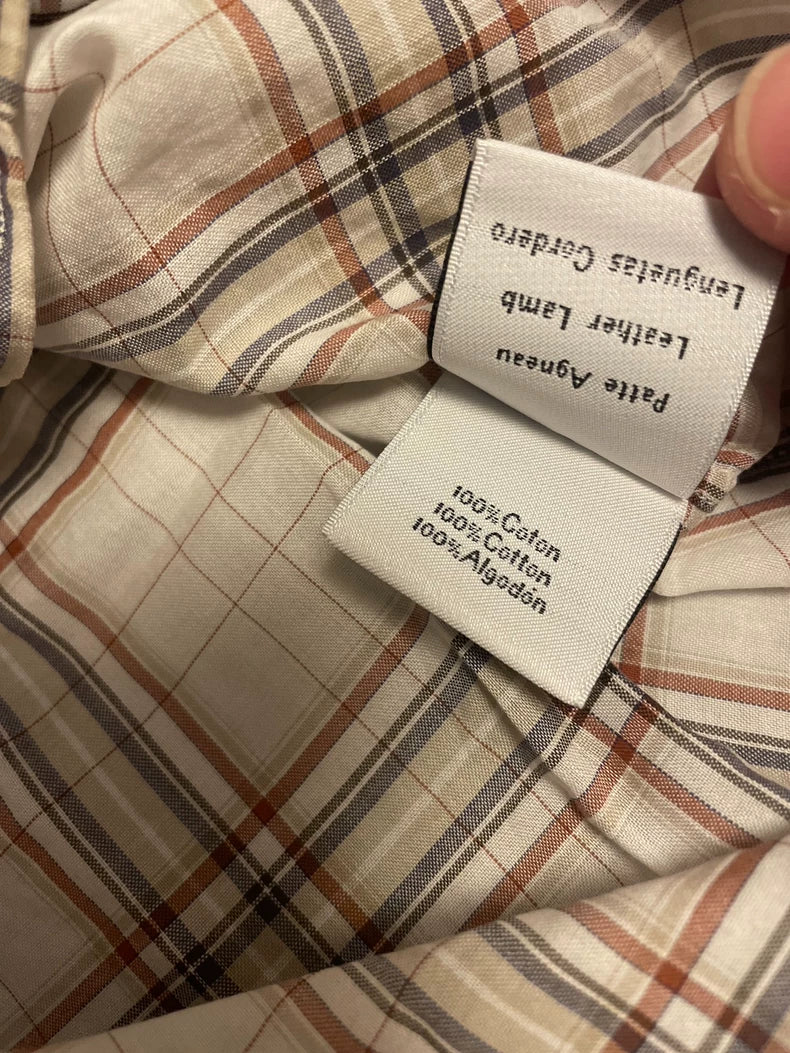 100% Coton
100% Cotton
100% Algodón
Patte Agneau
Leather Lamb
Lenguetas Cordero